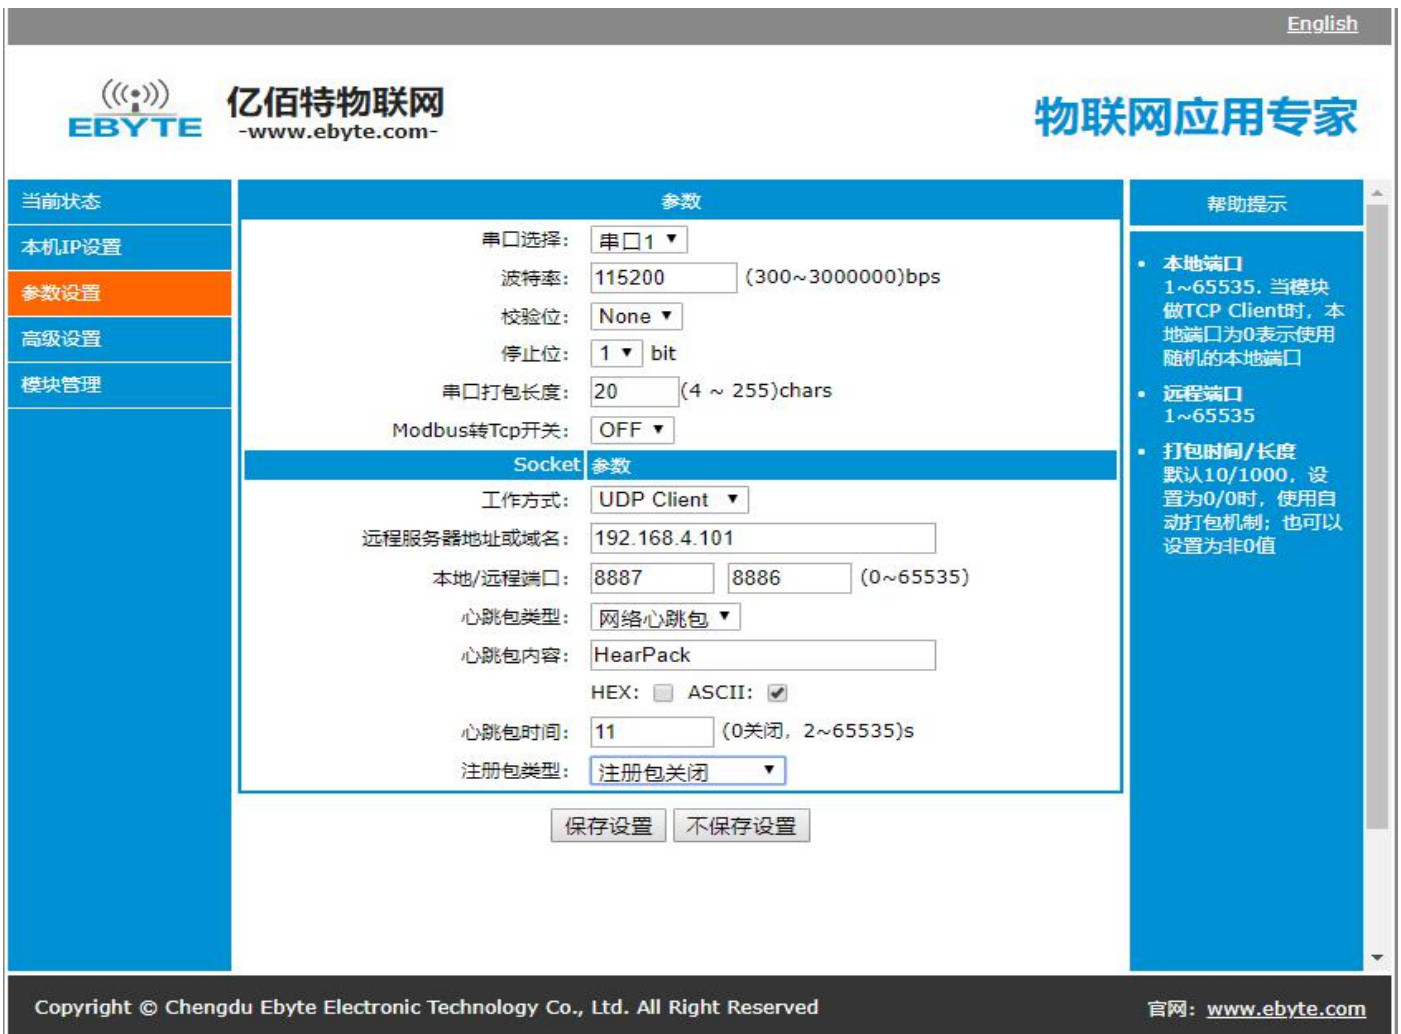 English
EBYTE
亿佰特物联网
-www.ebyte.com-
物联网应用专家
当前状态
本机IP设置
参数设置
高级设置
模块管理
参数
串口选择: 串口1
波特率: 115200 (300~3000000)bps
校验位: None
停止位: 1 bit
串口打包长度: 20 (4 ~ 255)chars
Modbus转Tcp开关: OFF
Socket 参数
工作方式: UDP Client
远程服务器地址或域名: 192.168.4.101
本地/远程端口: 8887 8886 (0~65535)
心跳包类型: 网络心跳包
心跳包内容: HearPack
HEX: ASCII:
心跳包时间: 11 (0关闭, 2~65535)s
注册包类型: 注册包关闭
保存设置 不保存设置
帮助提示
• 本地端口
1~65535. 当模块
做TCP Client时, 本
地端口为0表示使用
随机的本地端口
• 远程端口
1~65535
• 打包时间/长度
默认10/1000, 设
置为0/0时, 使用自
动打包机制; 也可以
设置为非0值
Copyright © Chengdu Ebyte Electronic Technology Co., Ltd. All Right Reserved
官网: www.ebyte.com